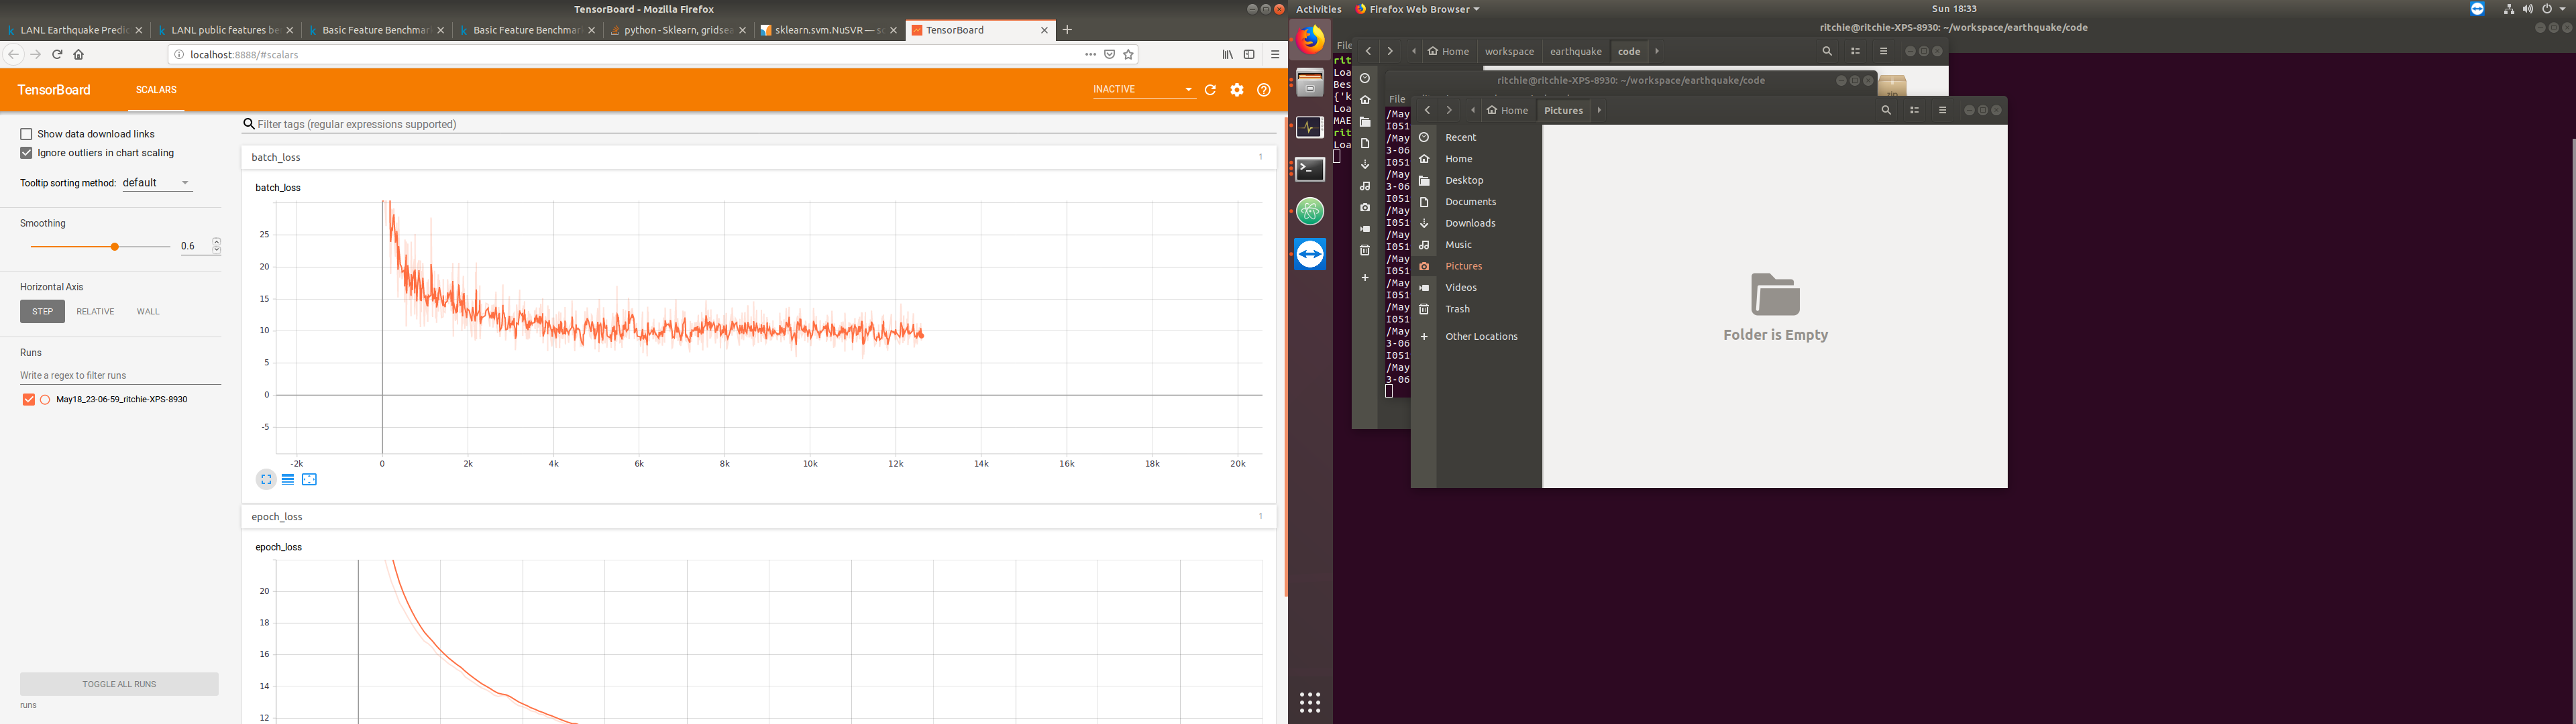 TensorBoard - Mozilla Firefox
LANL Earthquake Predic
LANL public features be
Basic Feature Benchmar
Basic Feature Benchmar
python - Sklearn, gridsea
sklearn.svm.NuSVR — sc
TensorBoard
localhost:8888/#scalars
TensorBoard
SCALARS
INACTIVE
Show data download links
Ignore outliers in chart scaling
Tooltip sorting method: default
Smoothing
0.6
Horizontal Axis
STEP RELATIVE WALL
Runs
Write a regex to filter runs
May18_23-06-59_ritchie-XPS-8930
TOGGLE ALL RUNS
runs
Filter tags (regular expressions supported)
batch_loss 1
batch_loss
25
20
15
10
5
0
-5
-2k 0 2k 4k 6k 8k 10k 12k 14k 16k 18k 20k
epoch_loss 1
epoch_loss
20
18
16
14
12
Activities Firefox Web Browser Sun 18:33
ritchie@ritchie-XPS-8930: ~/workspace/earthquake/code
File
rit
Loa
Bes
{'k
Loa
MAE
rit
Loa
Home workspace earthquake code
zip
ritchie@ritchie-XPS-8930: ~/workspace/earthquake/code
File
/May
I051
/May
3-06
I051
/May
3-06
I051
/May
I051
/May
I051
/May
I051
/May
I051
/May
I051
/May
3-06
I051
/May
3-06
Home Pictures
Recent
Home
Desktop
Documents
Downloads
Music
Pictures
Videos
Trash
Other Locations
Folder is Empty